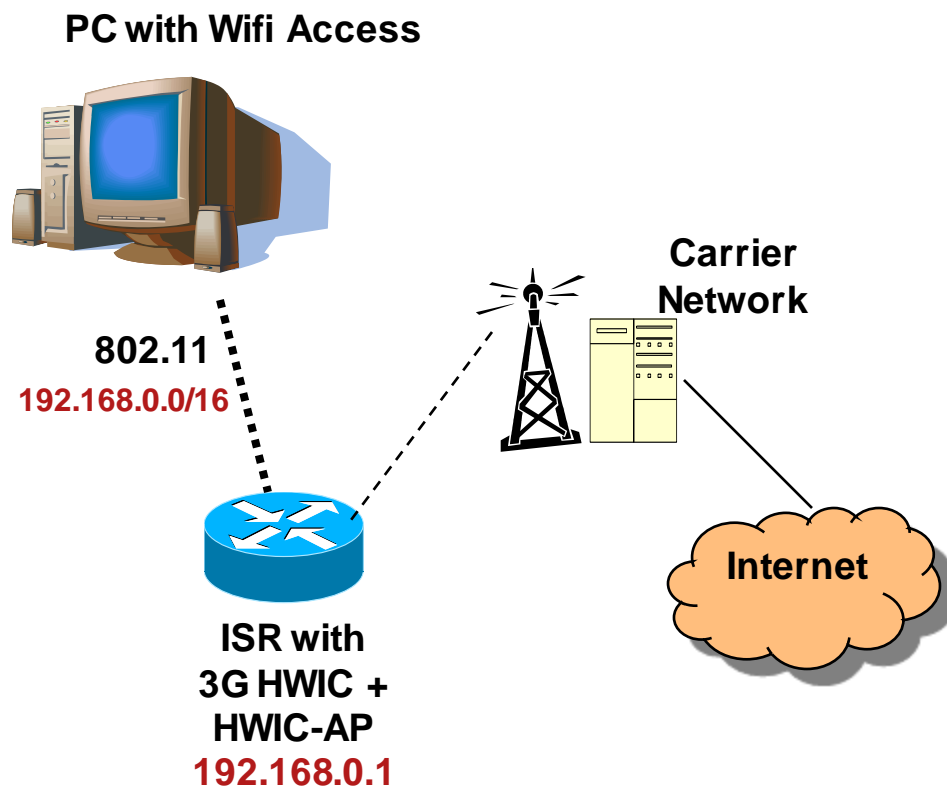 PC with Wifi Access
Carrier
Network
802.11
192.168.0.0/16
Internet
ISR with
3G HWIC +
HWIC-AP
192.168.0.1